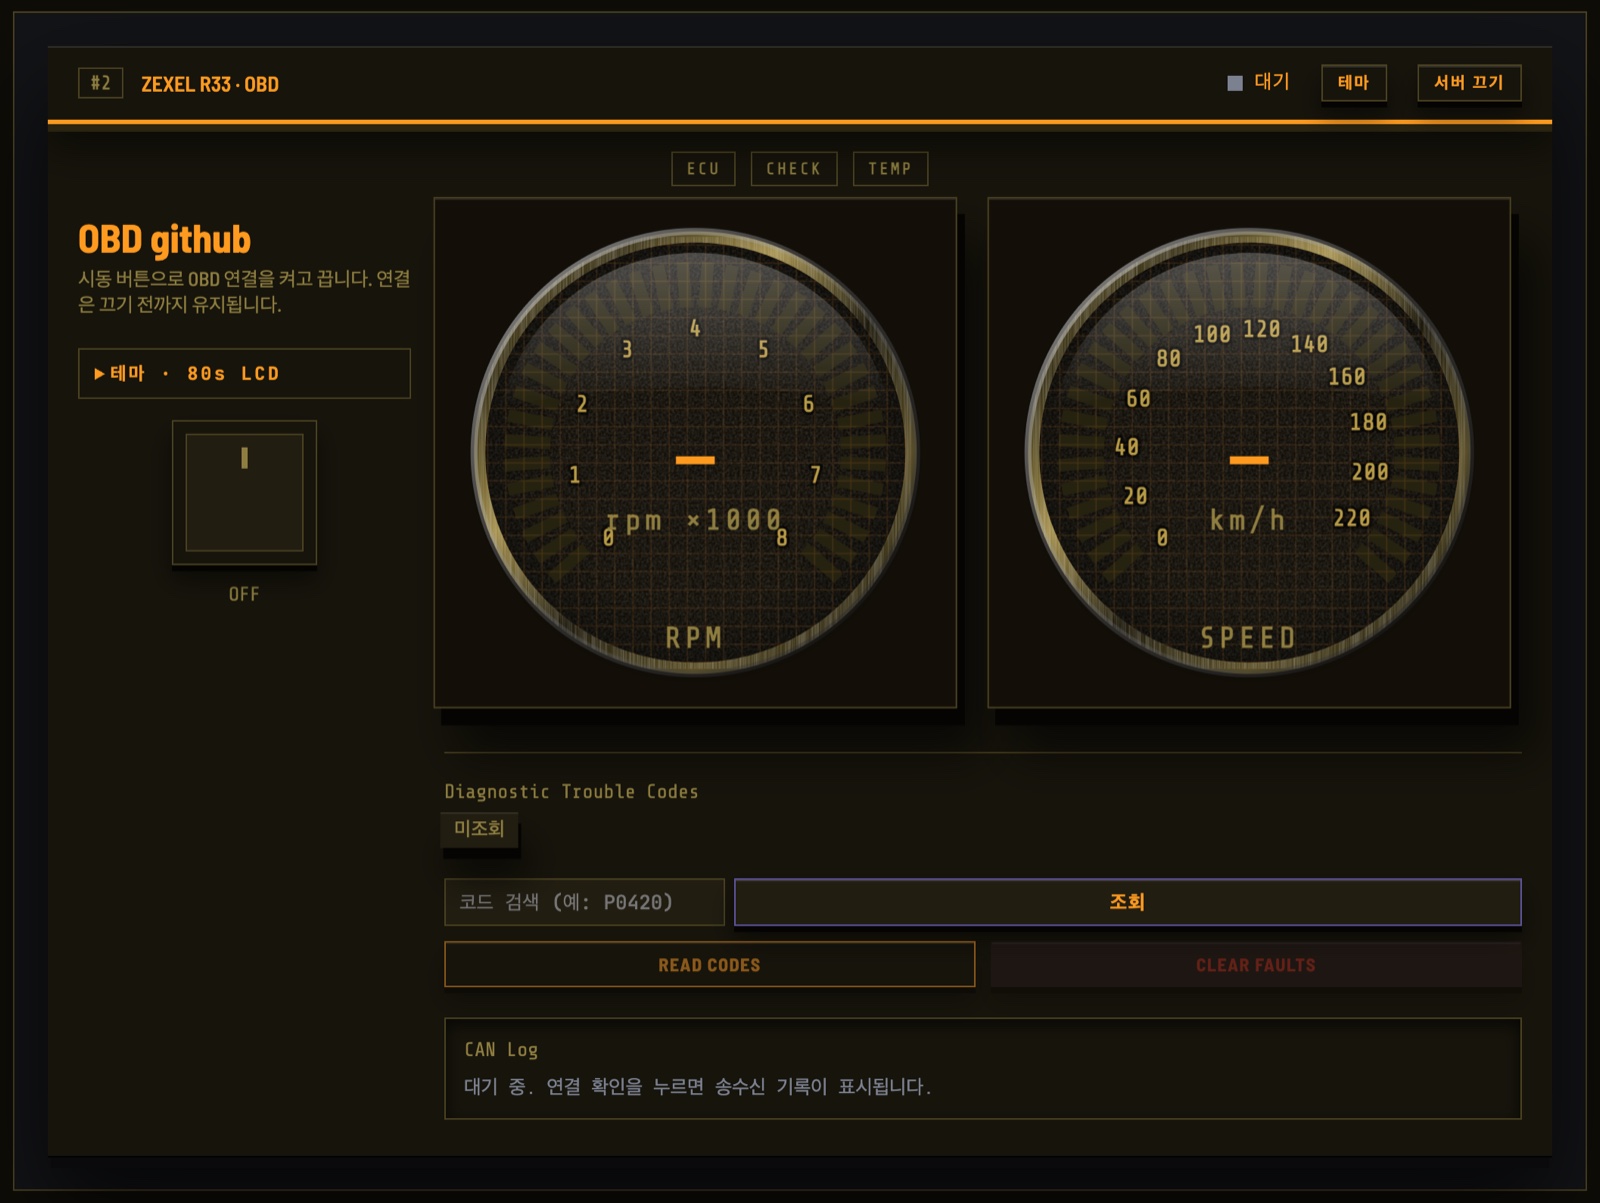 #2 ZEXEL R33 · OBD
대기 테마 서버 끄기
ECU CHECK TEMP
OBD github
시동 버튼으로 OBD 연결을 켜고 끕니다. 연결
은 끄기 전까지 유지됩니다.
▶테마 · 80s LCD
OFF
0 1 2 3 4 5 6 7 8
rpm ×1000
RPM
0 20 40 60 80 100 120 140 160 180 200 220
km/h
SPEED
Diagnostic Trouble Codes
미조회
코드 검색 (예: P0420) 조회
READ CODES CLEAR FAULTS
CAN Log
대기 중. 연결 확인을 누르면 송수신 기록이 표시됩니다.